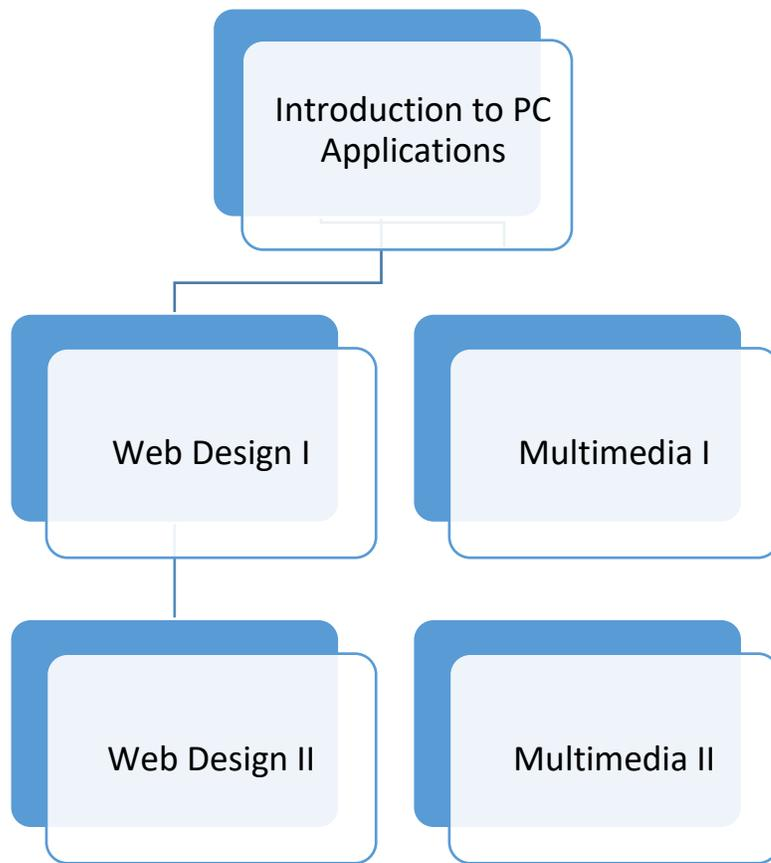 Introduction to PC
Applications
Web Design I
Multimedia I
Web Design II
Multimedia II